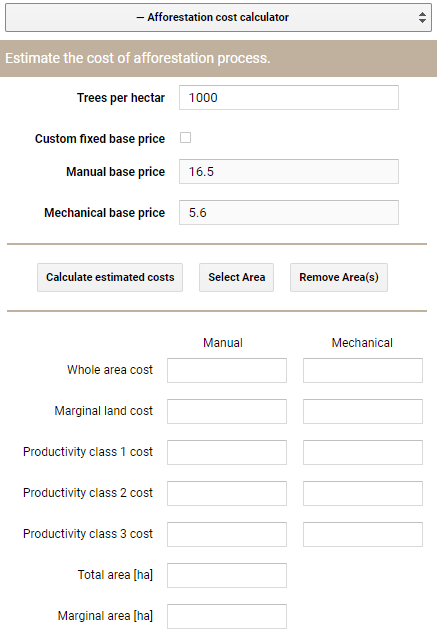 — Afforestation cost calculator
Estimate the cost of afforestation process.
Trees per hectar 1000
Custom fixed base price
Manual base price 16.5
Mechanical base price 5.6
Calculate estimated costs Select Area Remove Area(s)
Manual Mechanical
Whole area cost
Marginal land cost
Productivity class 1 cost
Productivity class 2 cost
Productivity class 3 cost
Total area [ha]
Marginal area [ha]